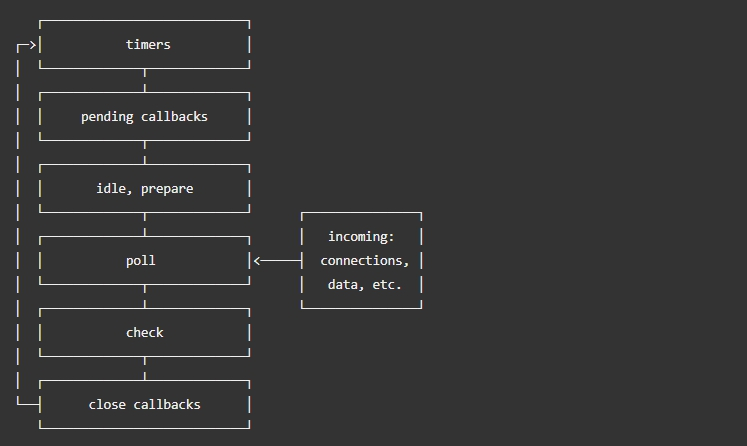 timers
pending callbacks
idle, prepare
poll
incoming:
connections,
data, etc.
check
close callbacks